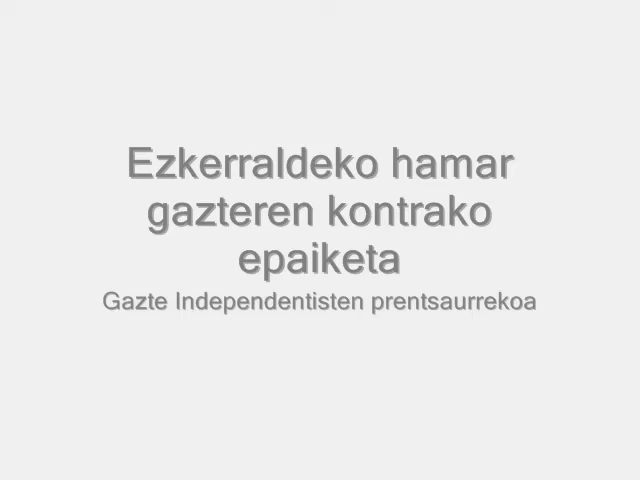 Ezkerraldeko hamar
gazteren kontrako
epaiketa
Gazte Independentisten prentsaurrekoa